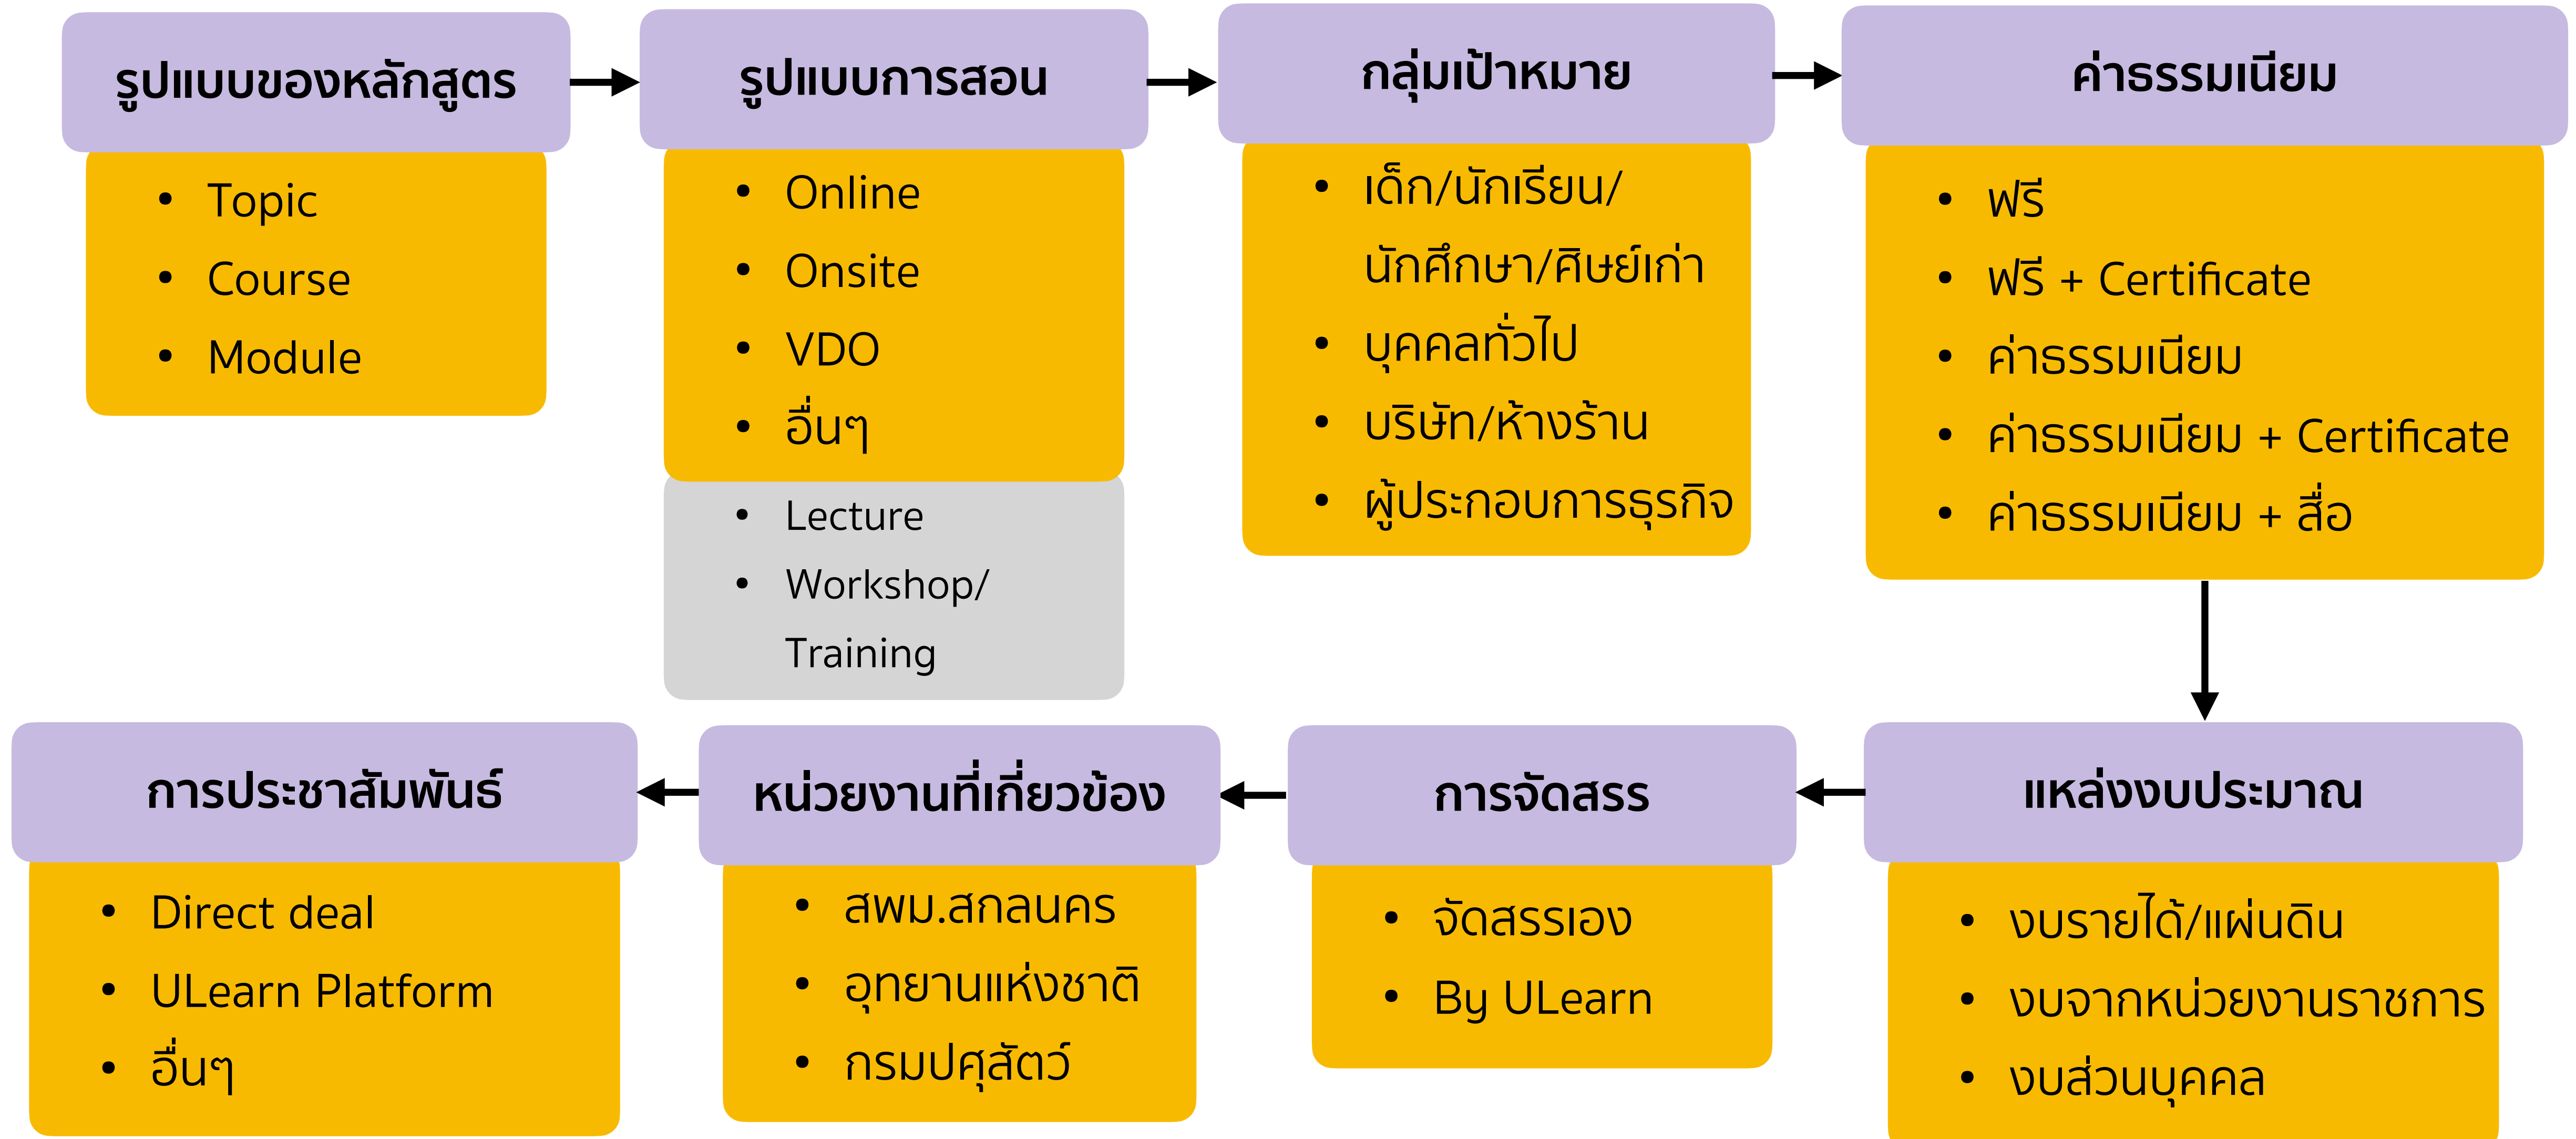 รูปแบบของหลักสูตร
• Topic
• Course
• Module
รูปแบบการสอน
• Online
• Onsite
• VDO
• อื่นๆ
• Lecture
• Workshop/
Training
กลุ่มเป้าหมาย
• เด็ก/นักเรียน/
นักศึกษา/ศิษย์เก่า
• บุคคลทั่วไป
• บริษัท/ห้างร้าน
• ผู้ประกอบการธุรกิจ
ค่าธรรมเนียม
• ฟรี
• ฟรี + Certificate
• ค่าธรรมเนียม
• ค่าธรรมเนียม + Certificate
• ค่าธรรมเนียม + สื่อ
แหล่งงบประมาณ
• งบรายได้/แผ่นดิน
• งบจากหน่วยงานราชการ
• งบส่วนบุคคล
การจัดสรร
• จัดสรรเอง
• By ULearn
หน่วยงานที่เกี่ยวข้อง
• สพม.สกลนคร
• อุทยานแห่งชาติ
• กรมปศุสัตว์
การประชาสัมพันธ์
• Direct deal
• ULearn Platform
• อื่นๆ